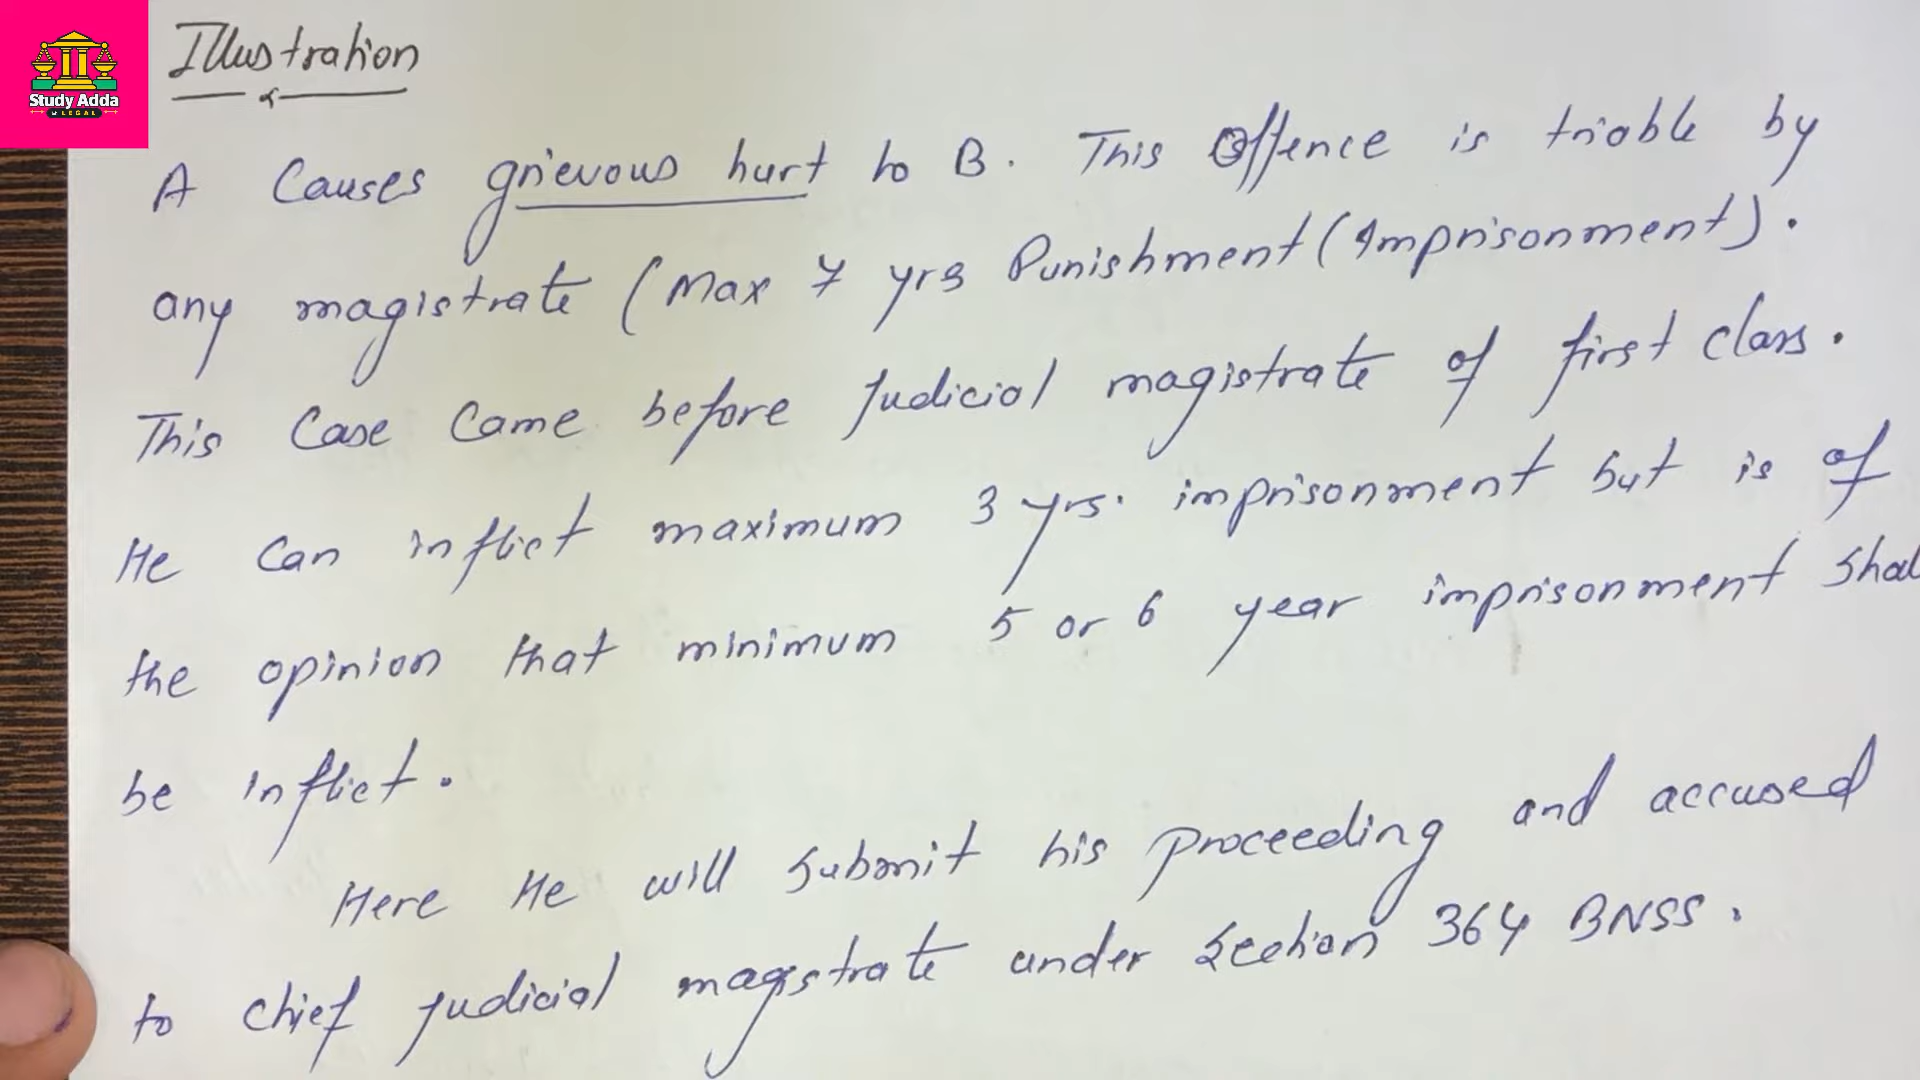 Study Adda
LEGAL
Illustration
A Causes grievous hurt to B. This Offence is triable by
any magistrate (Max 7 yrs Punishment (Imprisonment).
This Case Came before Judicial magistrate of first class.
He Can inflict maximum 3 yrs. imprisonment but is of
the opinion that minimum 5 or 6 year imprisonment Shal
be inflict.
Here He will Submit his proceeding and accused
to Chief Judicial magistrate under Section 364 BNSS.